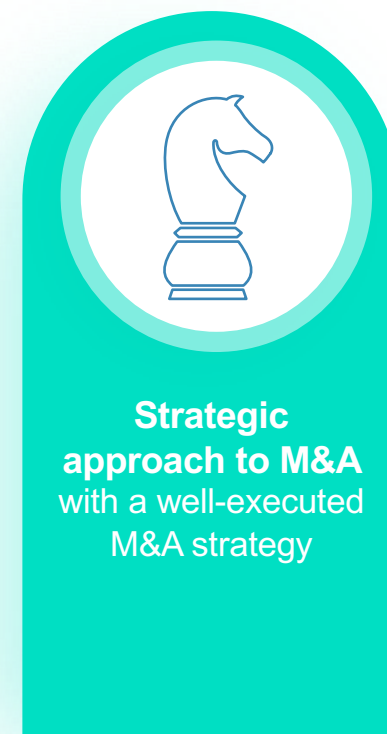 Strategic
approach to M&A
with a well-executed
M&A strategy